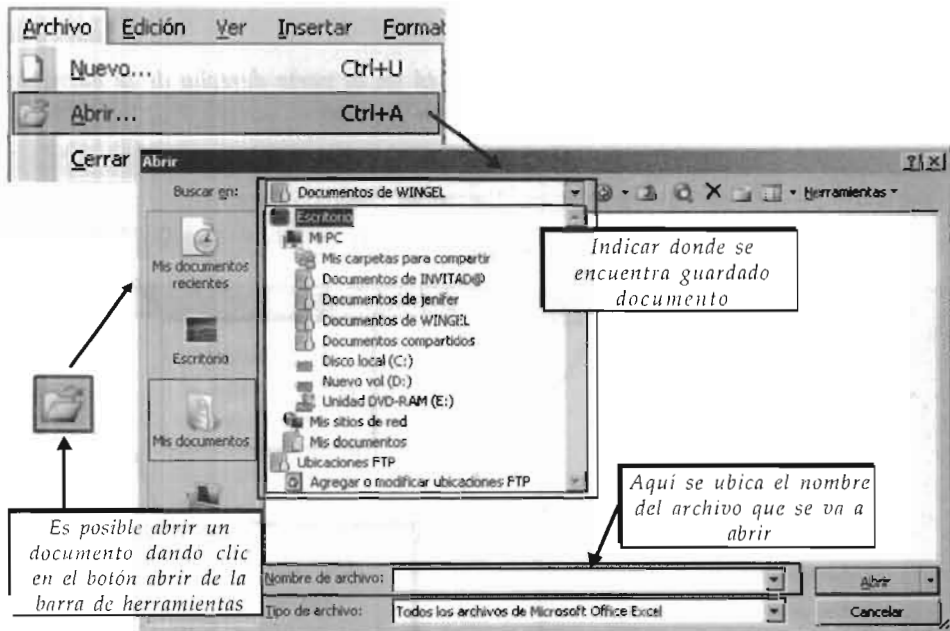 Archivo Edición Ver Insertar Format
Nuevo... Ctrl+U
Abrir... Ctrl+A
Cerrar
Abrir
Buscar en: Documentos de WINGEL Herramientas
Escritorio
Mi PC
Mis carpetas para compartir
Documentos de INVITAD@
Documentos de jenifer
Documentos de WINGEL
Documentos compartidos
Disco local (C:)
Nuevo vol (D:)
Unidad DVD-RAM (E:)
Mis sitios de red
Mis documentos
Ubicaciones FTP
Agregar o modificar ubicaciones FTP
Indicar donde se
encuentra guardado
documento
Mis documentos
recientes
Escritorio
Mis documentos
Es posible abrir un
documento dando clic
en el botón abrir de la
barra de herramientas
Aquí se ubica el nombre
del archivo que se va a
abrir
Nombre de archivo: Abrir
Tipo de archivo: Todos los archivos de Microsoft Office Excel Cancelar